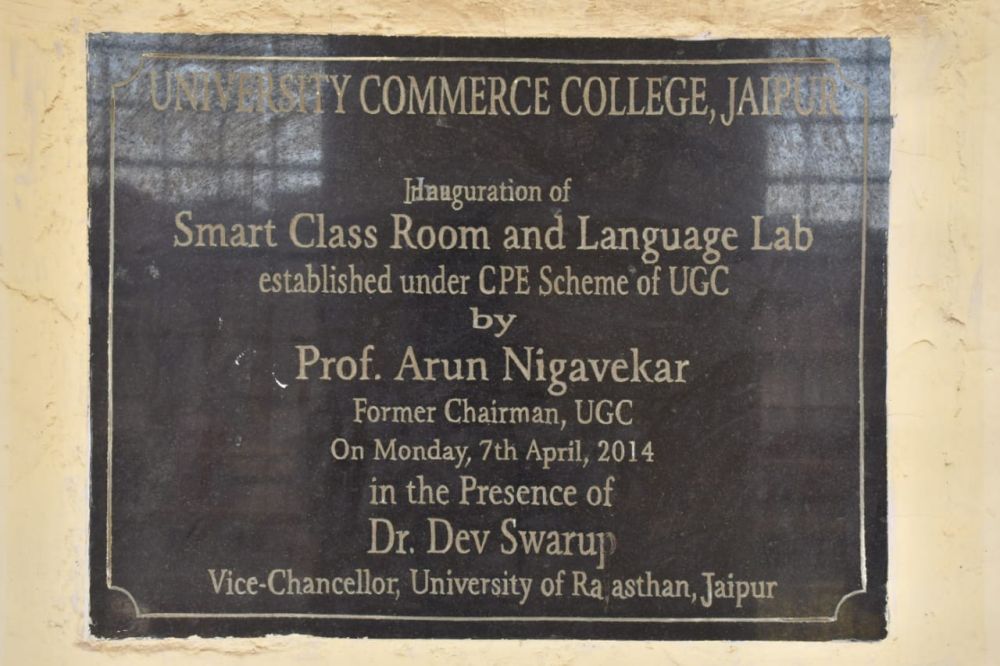 UNIVERSITY COMMERCE COLLEGE, JAIPUR
Inauguration of
Smart Class Room and Language Lab
established under CPE Scheme of UGC
by
Prof. Arun Nigavekar
Former Chairman, UGC
On Monday, 7th April, 2014
in the Presence of
Dr. Dev Swarup
Vice-Chancellor, University of Rajasthan, Jaipur